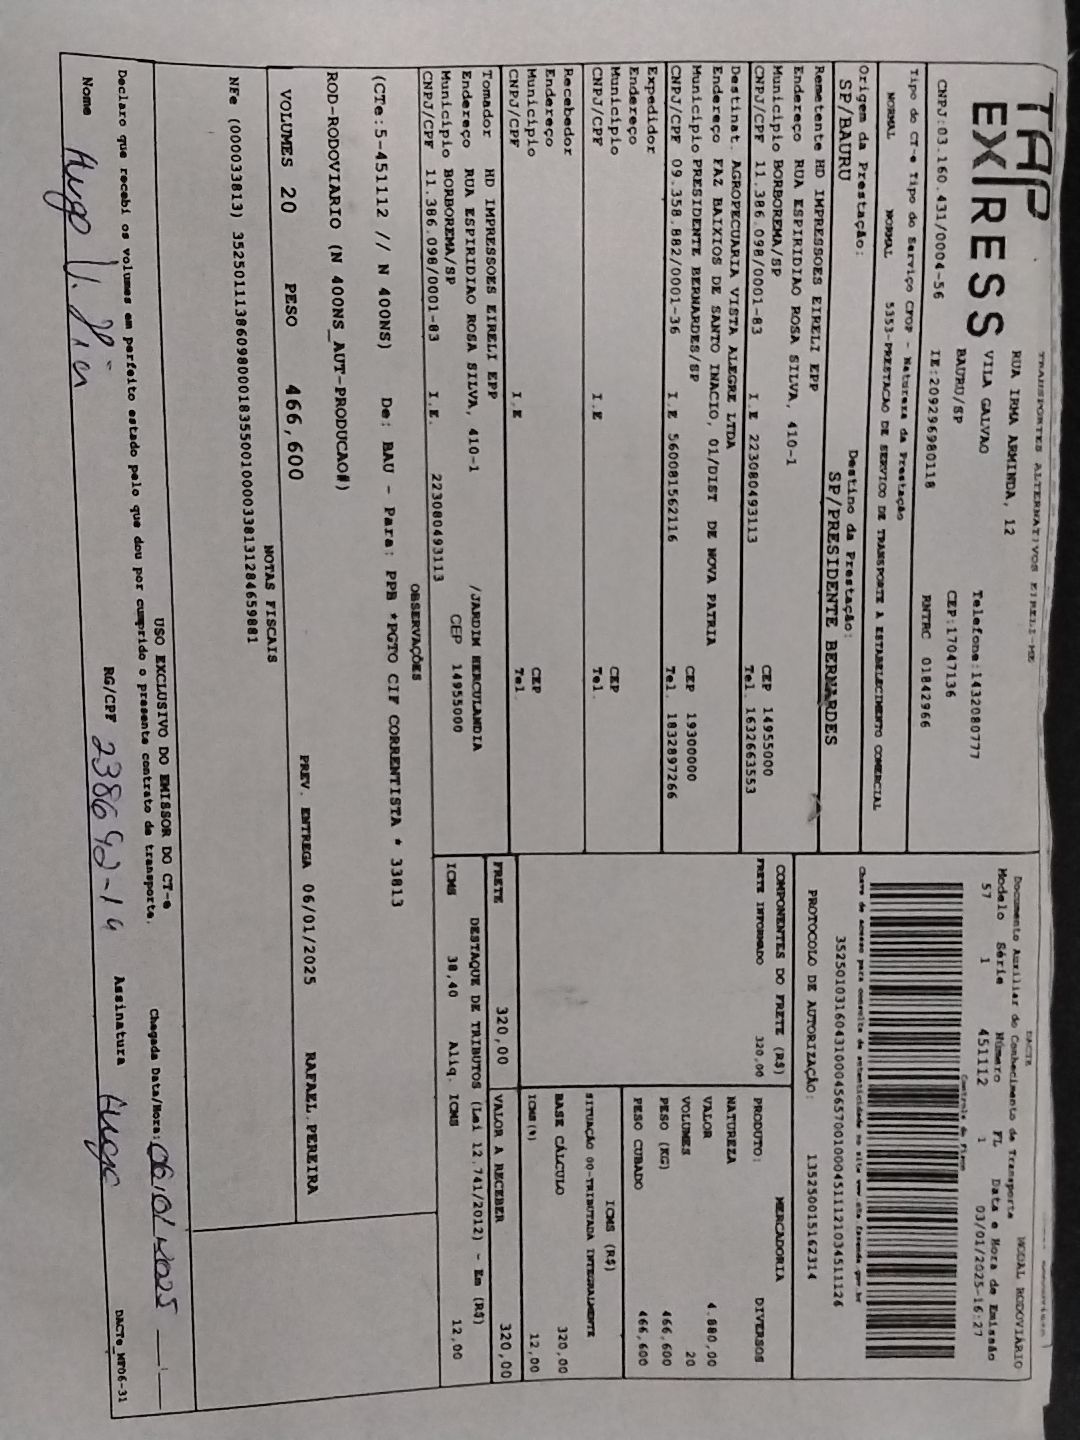 TRANSPORTES ALTERNATIVOS EIRELI-ME
TAP EXPRESS
RUA IRMA ARMINDA, 12
VILA GALVAO
BAURU/SP
Telefone:1432080777
CEP:17047136
CNPJ:03.160.431/0004-56 IE:209296980118 RNTRC 01842966
Tipo do CT-e Tipo do Serviço CFOP - Natureza da Prestação
NORMAL NORMAL 5353-PRESTACAO DE SERVICO DE TRANSPORTE A ESTABELECIMENTO COMERCIAL
Origem da Prestação: Destino da Prestação:
SP/BAURU SP/PRESIDENTE BERNARDES
Remetente HD IMPRESSOES EIRELI EPP
Endereço RUA ESPIRIDIAO ROSA SILVA, 410-1
Municipio BORBOREMA/SP CEP 14955000
CNPJ/CPF 11.386.098/0001-83 I.E 223080493113 Tel. 1632663553
Destinat. AGROPECUARIA VISTA ALEGRE LTDA
Endereço FAZ BAIXIOS DE SANTO INACIO, 01/DIST DE NOVA PATRIA
Municipio PRESIDENTE BERNARDES/SP CEP 19300000
CNPJ/CPF 09.358.882/0001-36 I.E 560081562116 Tel. 1832897266
Expedidor
Endereço
Municipio CEP
CNPJ/CPF I.E Tel.
Recebedor
Endereço
Municipio CEP
CNPJ/CPF I.E Tel.
Tomador HD IMPRESSOES EIRELI EPP
Endereço RUA ESPIRIDIAO ROSA SILVA, 410-1 /JARDIM HERCULANDIA
Municipio BORBOREMA/SP CEP 14955000
CNPJ/CPF 11.386.098/0001-83 I.E. 223080493113
DACTE
MODAL RODOVIÁRIO
Documento Auxiliar do Conhecimento de Transporte
Modelo Série Número FL Data e Hora de Emissão
57 1 451112 1 03/01/2025-16:27
Controle do Fisco
35250103160431000456570010004511121034511126
Chave de acesso para consulta de autenticidade no site www.cte.fazenda.gov.br
PROTOCOLO DE AUTORIZAÇÃO: 135250015162314
COMPONENTES DO FRETE (R$)
FRETE INFORMADO 320,00
MERCADORIA
PRODUTO: DIVERSOS
NATUREZA
VALOR 4.880,00
VOLUMES 20
PESO (KG) 466,600
PESO CUBADO 466,600
ICMS (R$)
SITUAÇÃO 00-TRIBUTADA INTEGRALMENTE
BASE CÁLCULO 320,00
ICMS(%) 12,00
FRETE 320,00 VALOR A RECEBER 320,00
DESTAQUE DE TRIBUTOS (Lei 12.741/2012) - Em (R$)
ICMS 38,40 Aliq. ICMS 12,00
OBSERVAÇÕES
(CTe:5-451112 // N 400NS) De: BAU - Para: PPB *PGTO CIF CORRENTISTA * 33813
ROD-RODOVIARIO (N 400NS_AUT-PRODUCAO#)
VOLUMES 20 PESO 466,600 PREV. ENTREGA 06/01/2025 RAFAEL.PEREIRA
NOTAS FISCAIS
NFe (000033813) 35250111386098000183550010000338131284659881
USO EXCLUSIVO DO EMISSOR DO CT-e
Declaro que recebi os volumes em perfeito estado pelo que dou por cumprido o presente contrato de transporte. Chegada Data/Hora: 06/01/2025
Nome Hugo V. RG/CPF 238692-14 Assinatura Hugo
DACTe_MT06-31